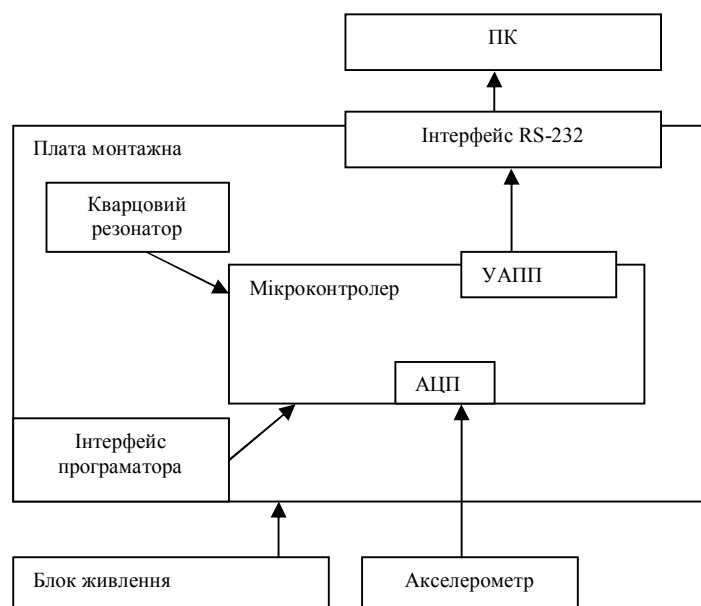 ПК
Інтерфейс RS-232
Плата монтажна
Кварцовий
резонатор
УАПП
Мікроконтролер
АЦП
Інтерфейс
програматора
Блок живлення
Акселерометр